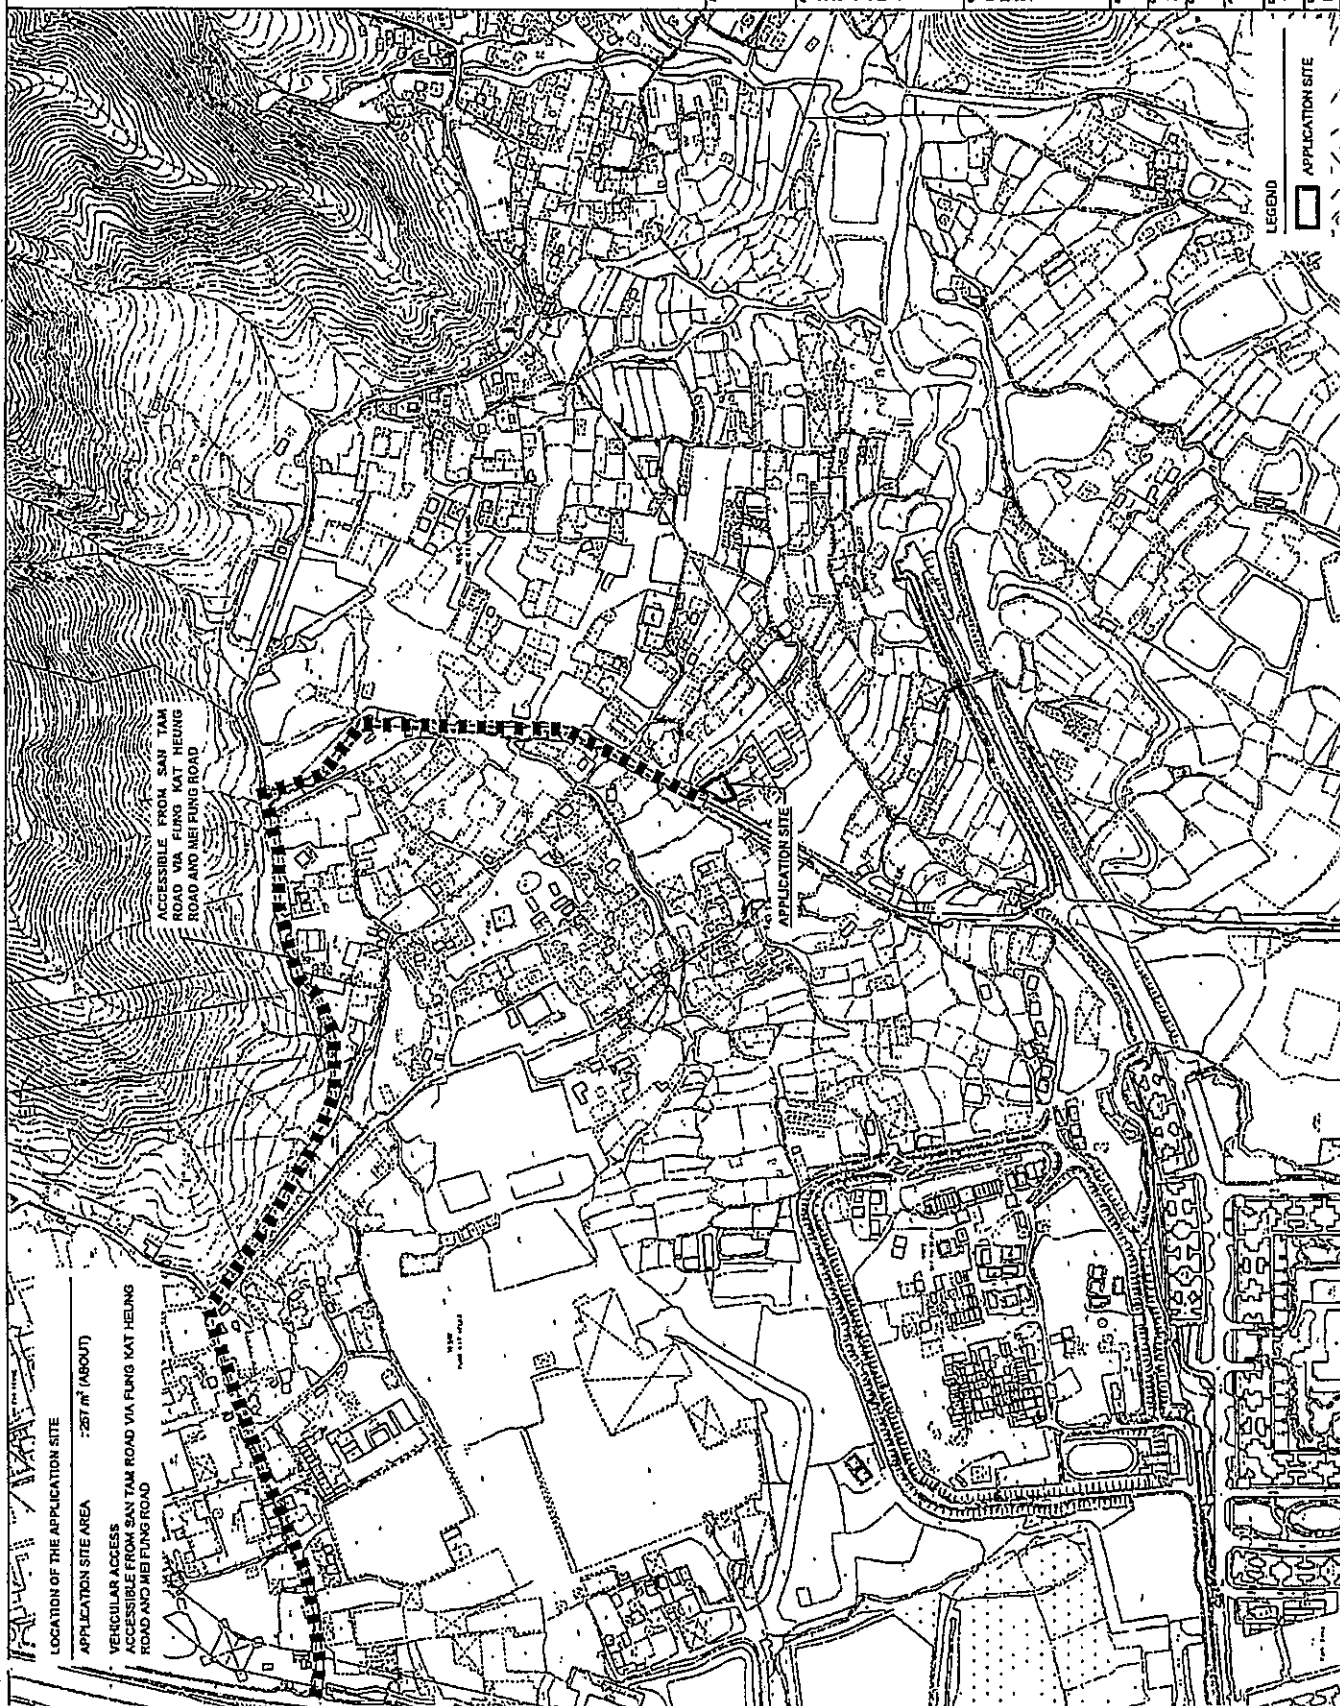 LOCATION OF THE APPLICATION SITE
APPLICATION SITE AREA : 267 m² (ABOUT)
VEHICULAR ACCESS
ACCESSIBLE FROM SAN TAM ROAD VIA FUNG KAT HEUNG
ROAD AND MEI FUNG ROAD
ACCESSIBLE FROM SAN TAM
ROAD VIA FUNG KAT HEUNG
ROAD AND MEI FUNG ROAD
APPLICATION SITE
LEGEND
APPLICATION SITE